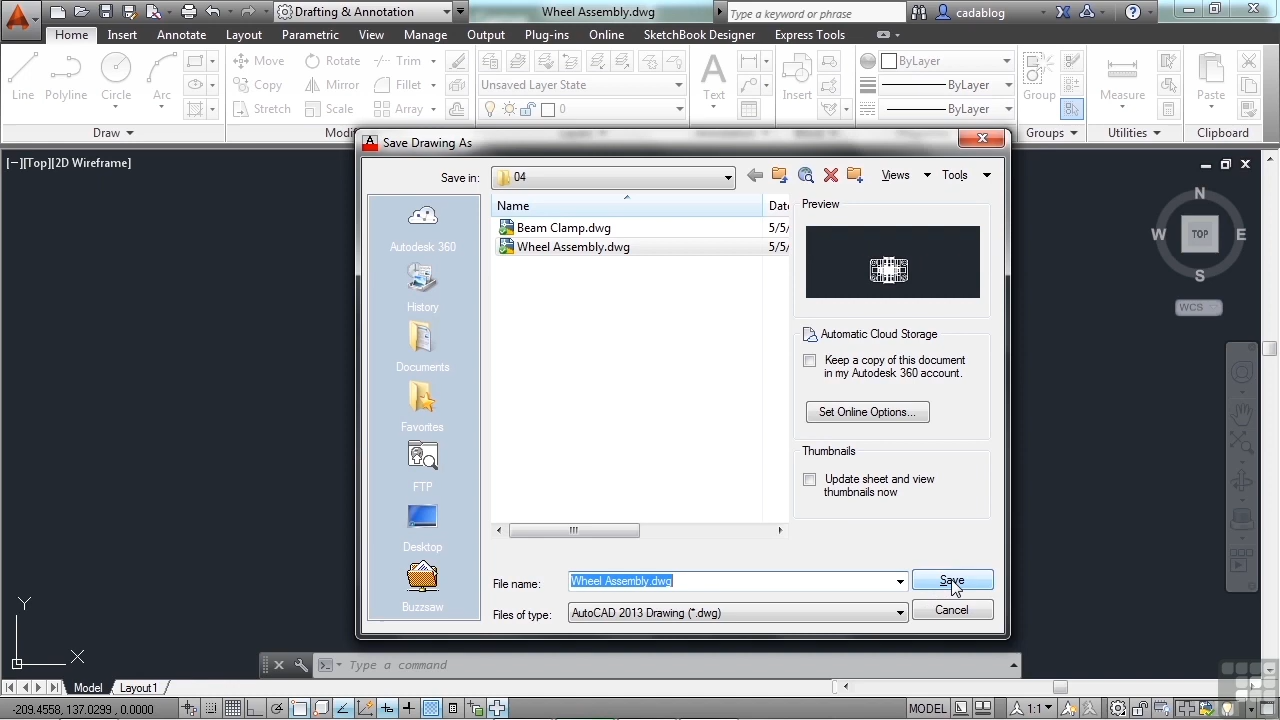 Drafting & Annotation
Wheel Assembly.dwg
Type a keyword or phrase
cadablog
Home Insert Annotate Layout Parametric View Manage Output Plug-ins Online SketchBook Designer Express Tools
Move Rotate Trim
Unsaved Layer State
ByLayer
Line Polyline Circle Arc
Copy Mirror Fillet
Text Insert
ByLayer
Group Measure Paste
Stretch Scale Array
0
ByLayer
Draw
Modi
Groups
Utilities
Clipboard
[−][Top][2D Wireframe]
Save Drawing As
Save in:
04
Views
Tools
Name
Date
Beam Clamp.dwg
5/5/
Wheel Assembly.dwg
5/5/
Autodesk 360
History
Documents
Favorites
FTP
Desktop
Buzzsaw
Preview
Automatic Cloud Storage
Keep a copy of this document
in my Autodesk 360 account.
Set Online Options...
Thumbnails
Update sheet and view
thumbnails now
File name:
Wheel Assembly.dwg
Save
Files of type:
AutoCAD 2013 Drawing (*.dwg)
Cancel
N
W TOP E
S
WCS
Y
X
Type a command
Model Layout1
-209.4558, 137.0299, 0.0000
MODEL
1:1